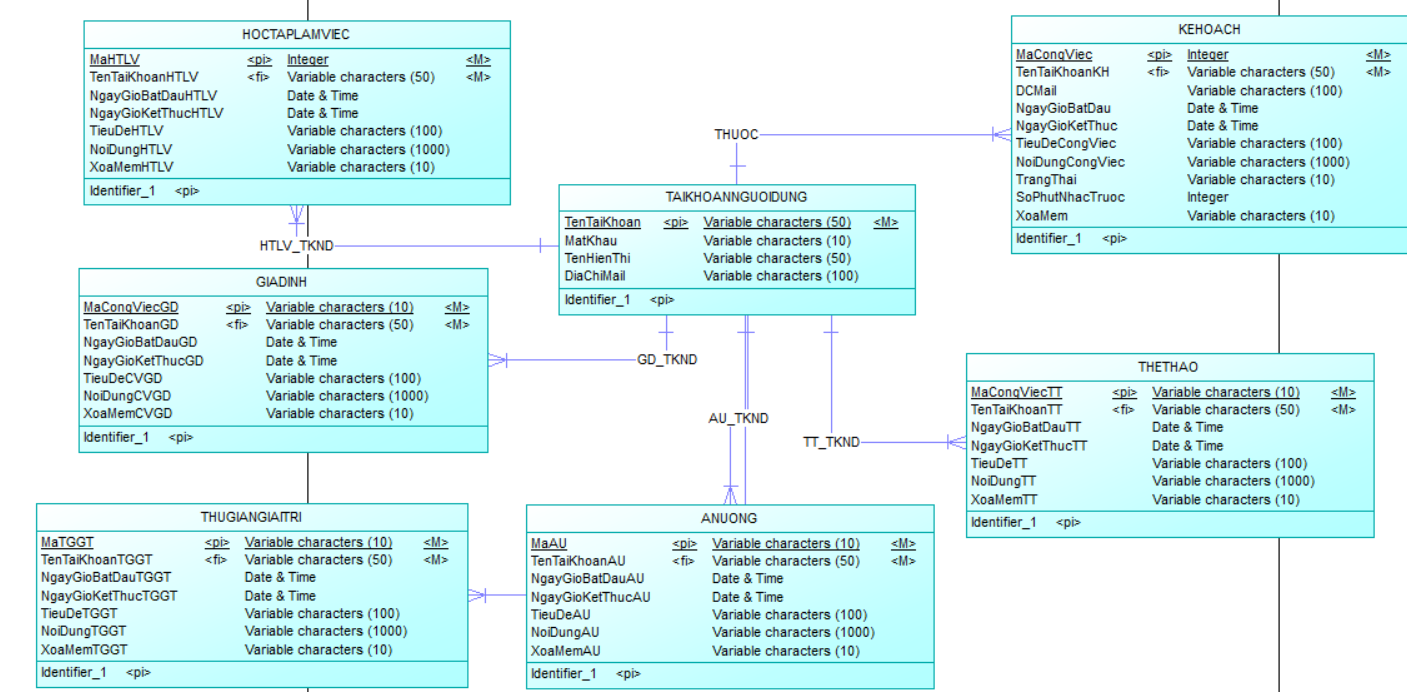 HOCTAPLAMVIEC
MaHTLV <pi> Integer <M>
TenTaiKhoanHTLV <fi> Variable characters (50) <M>
NgayGioBatDauHTLV Date & Time
NgayGioKetThucHTLV Date & Time
TieuDeHTLV Variable characters (100)
NoiDungHTLV Variable characters (1000)
XoaMemHTLV Variable characters (10)
Identifier_1 <pi>
KEHOACH
MaCongViec <pi> Integer <M>
TenTaiKhoanKH <fi> Variable characters (50) <M>
DCMail Variable characters (100)
NgayGioBatDau Date & Time
NgayGioKetThuc Date & Time
TieuDeCongViec Variable characters (100)
NoiDungCongViec Variable characters (1000)
TrangThai Variable characters (10)
SoPhutNhacTruoc Integer
XoaMem Variable characters (10)
Identifier_1 <pi>
THUOC
TAIKHOANNGUOIDUNG
TenTaiKhoan <pi> Variable characters (50) <M>
MatKhau Variable characters (10)
TenHienThi Variable characters (50)
DiaChiMail Variable characters (100)
Identifier_1 <pi>
HTLV_TKND
GIADINH
MaCongViecGD <pi> Variable characters (10) <M>
TenTaiKhoanGD <fi> Variable characters (50) <M>
NgayGioBatDauGD Date & Time
NgayGioKetThucGD Date & Time
TieuDeCVGD Variable characters (100)
NoiDungCVGD Variable characters (1000)
XoaMemCVGD Variable characters (10)
Identifier_1 <pi>
GD_TKND
AU_TKND
TT_TKND
THETHAO
MaCongViecTT <pi> Variable characters (10) <M>
TenTaiKhoanTT <fi> Variable characters (50) <M>
NgayGioBatDauTT Date & Time
NgayGioKetThucTT Date & Time
TieuDeTT Variable characters (100)
NoiDungTT Variable characters (1000)
XoaMemTT Variable characters (10)
Identifier_1 <pi>
THUGIANGIAITRI
MaTGGT <pi> Variable characters (10) <M>
TenTaiKhoanTGGT <fi> Variable characters (50) <M>
NgayGioBatDauTGGT Date & Time
NgayGioKetThucTGGT Date & Time
TieuDeTGGT Variable characters (100)
NoiDungTGGT Variable characters (1000)
XoaMemTGGT Variable characters (10)
Identifier_1 <pi>
ANUONG
MaAU <pi> Variable characters (10) <M>
TenTaiKhoanAU <fi> Variable characters (50) <M>
NgayGioBatDauAU Date & Time
NgayGioKetThucAU Date & Time
TieuDeAU Variable characters (100)
NoiDungAU Variable characters (1000)
XoaMemAU Variable characters (10)
Identifier_1 <pi>